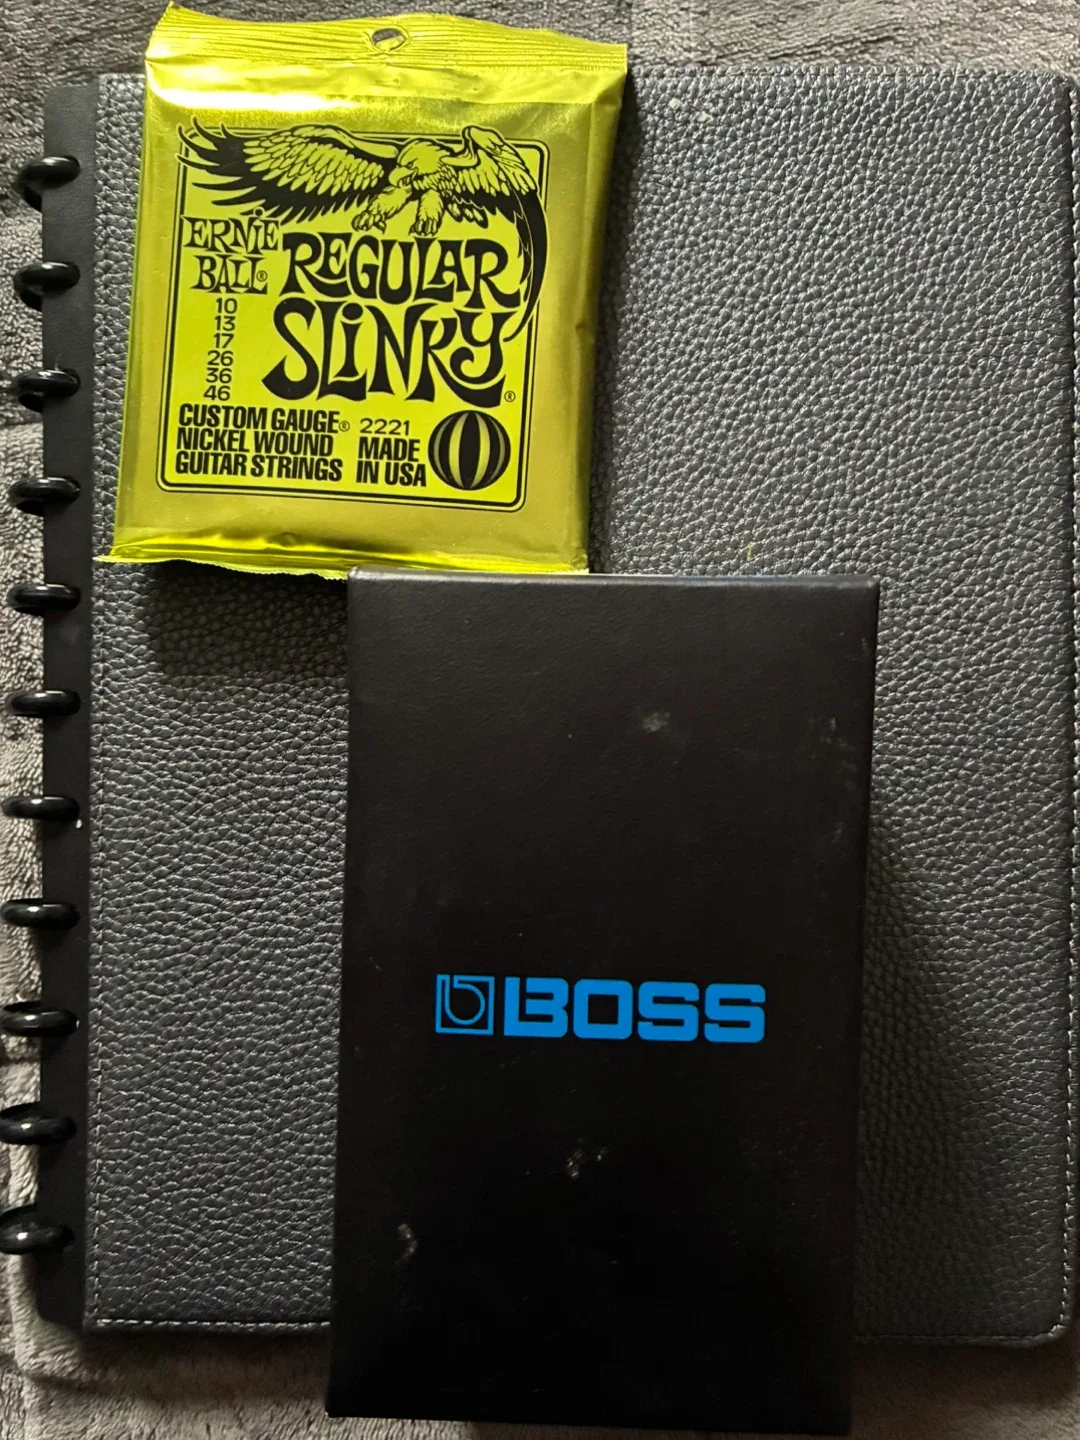 ERNIE
BALL®
REGULAR
SLINKY®
10
13
17
26
36
46
CUSTOM GAUGE®
NICKEL WOUND
GUITAR STRINGS
2221
MADE
IN USA
BOSS